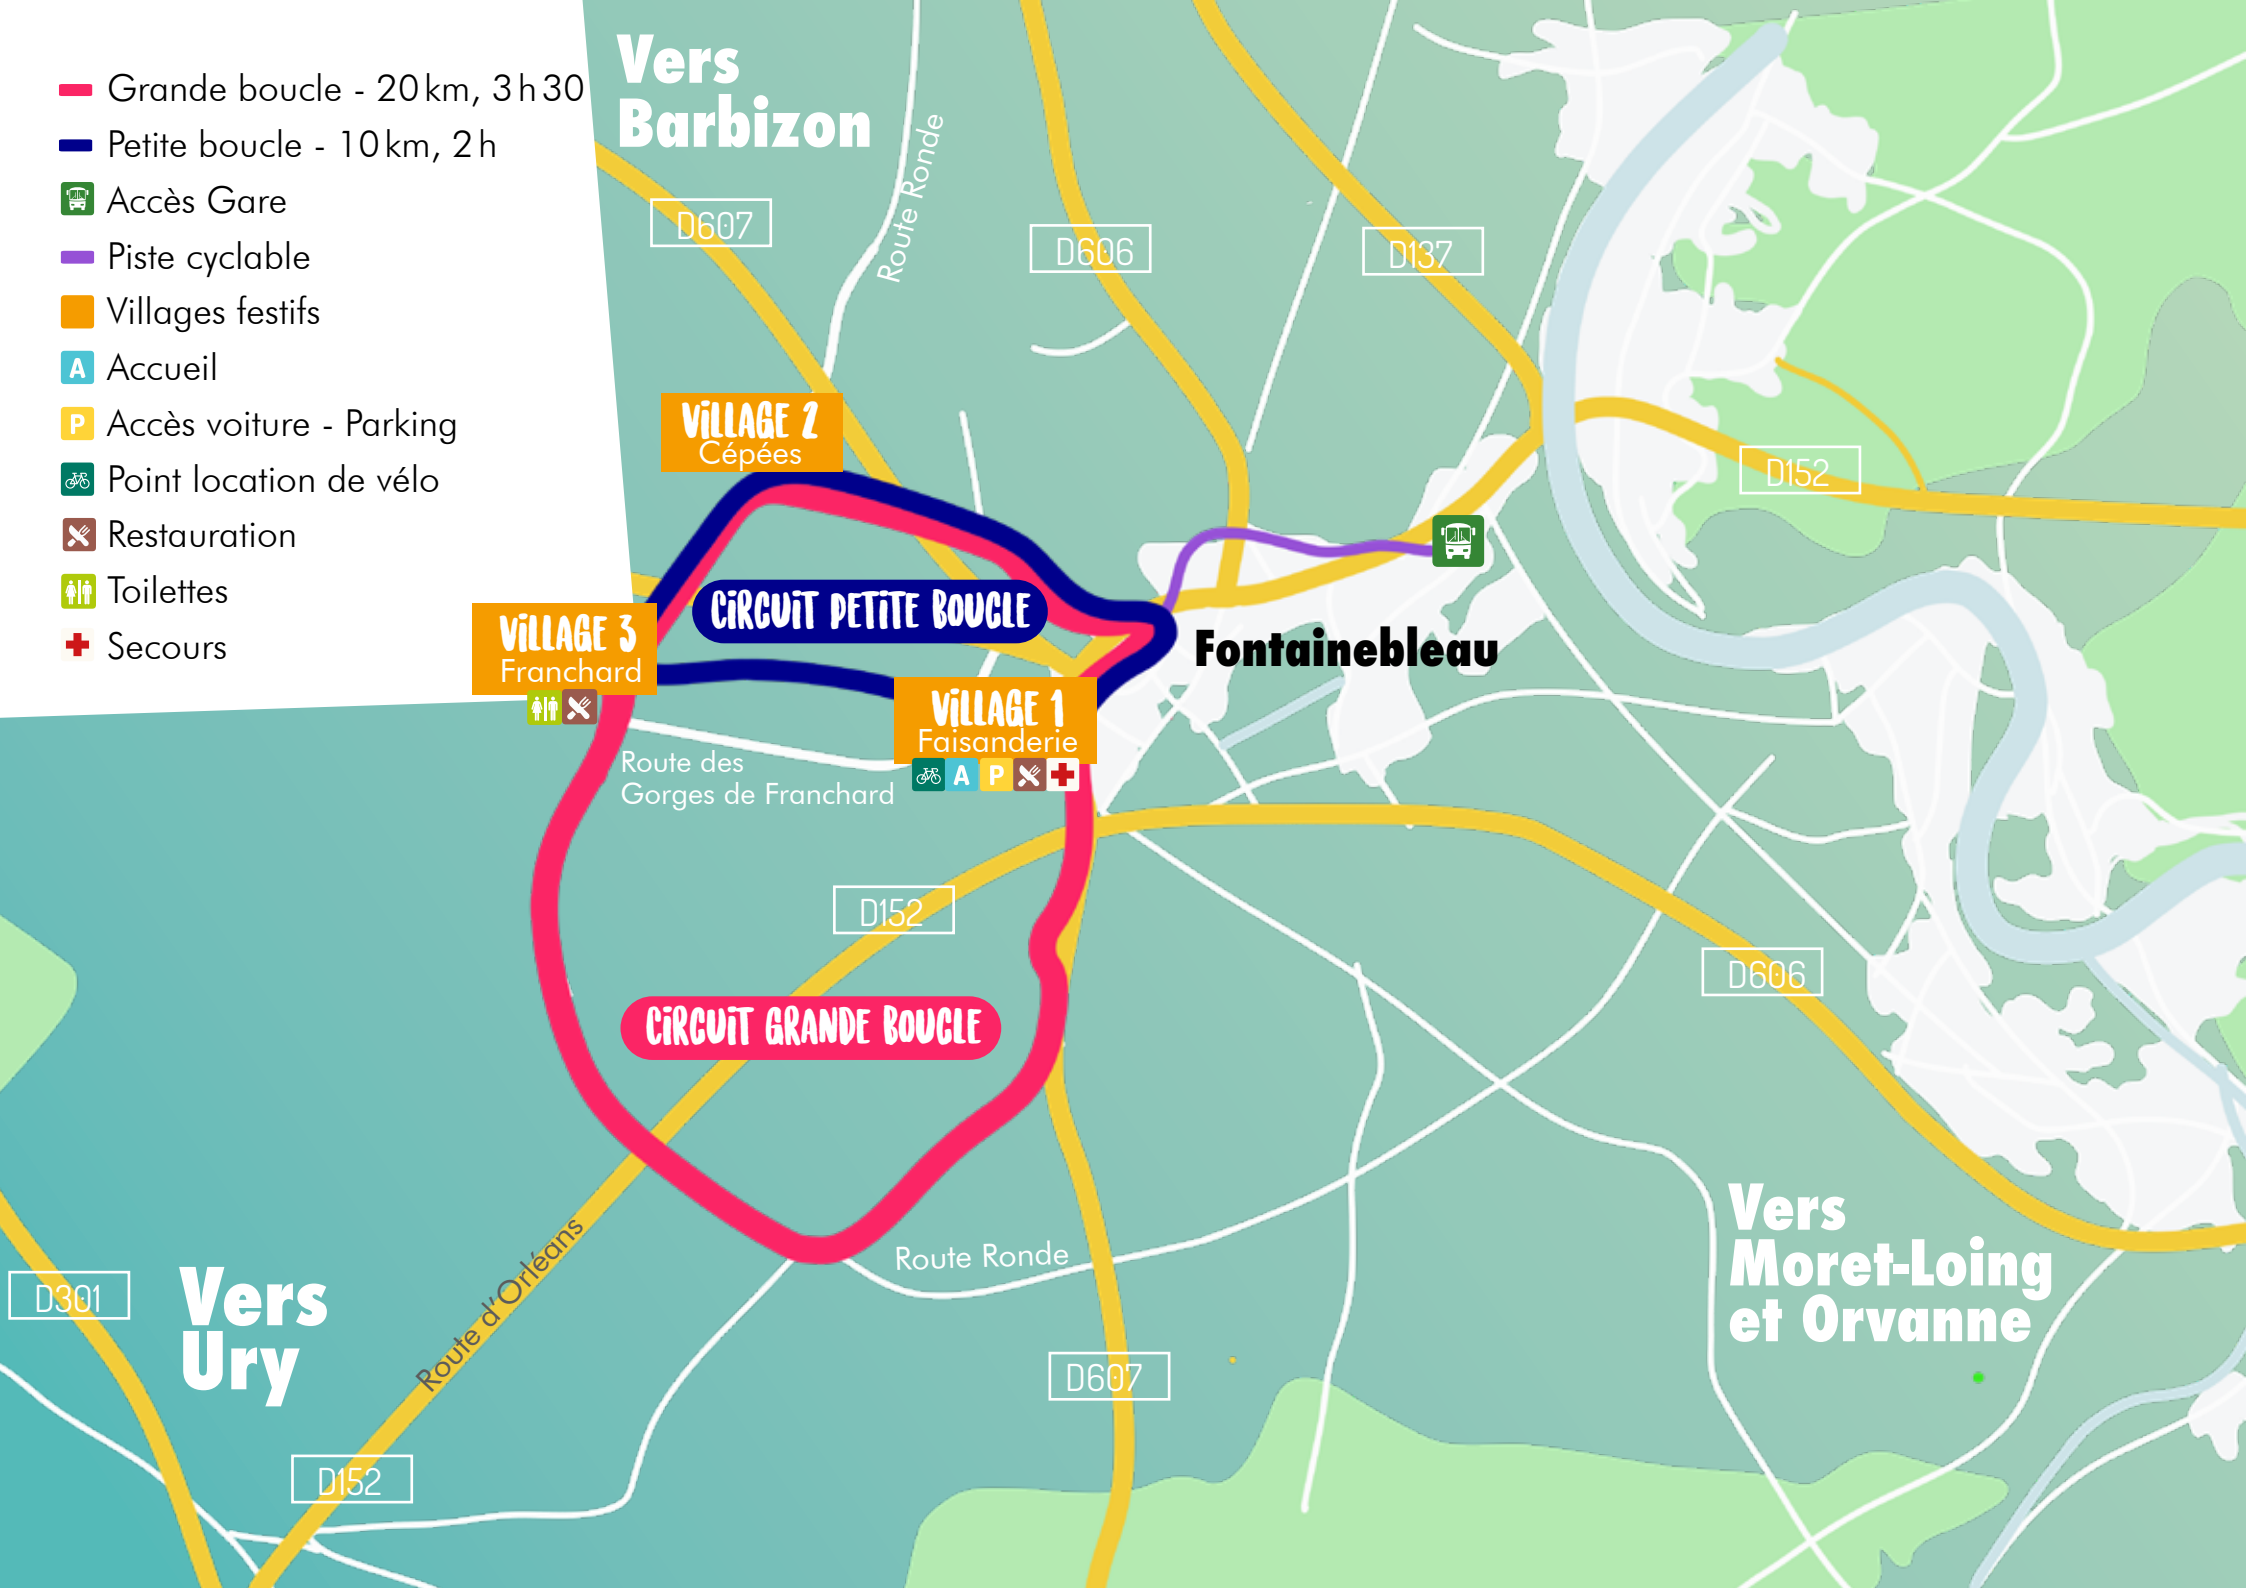 Grande boucle - 20 km, 3 h 30
Petite boucle - 10 km, 2 h
Accès Gare
Piste cyclable
Villages festifs
A Accueil
P Accès voiture - Parking
Point location de vélo
Restauration
Toilettes
Secours
Vers
Barbizon
Route Ronde
D607
D606
D137
VILLAGE 2
Cépées
D152
CIRCUIT PETITE BOUCLE
VILLAGE 3
Franchard
Fontainebleau
VILLAGE 1
Faisanderie
A P
Route des
Gorges de Franchard
D152
D606
CIRCUIT GRANDE BOUCLE
Vers
Moret-Loing
et Orvanne
Route Ronde
Route d'Orléans
D301
Vers
Ury
D607
D152